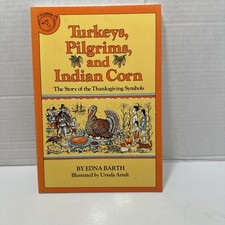 Turkeys,
Pilgrims,
and
Indian Corn
The Story of the Thanksgiving Symbols
BY EDNA BARTH
Illustrated by Ursula Arndt